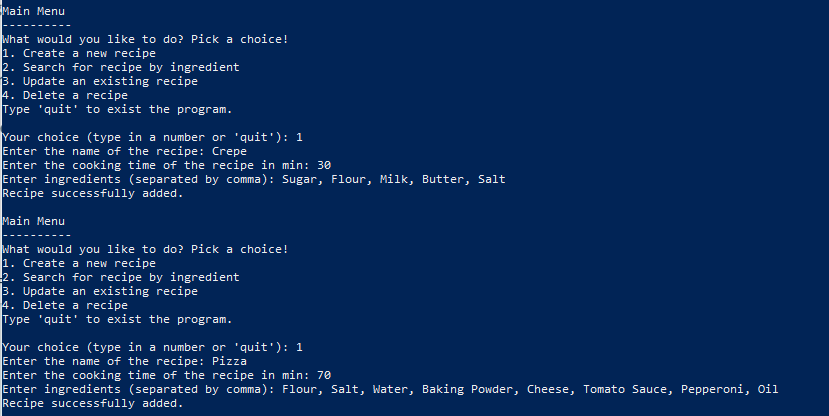 Main Menu
----------
What would you like to do? Pick a choice!
1. Create a new recipe
2. Search for recipe by ingredient
3. Update an existing recipe
4. Delete a recipe
Type 'quit' to exist the program.
Your choice (type in a number or 'quit'): 1
Enter the name of the recipe: Crepe
Enter the cooking time of the recipe in min: 30
Enter ingredients (separated by comma): Sugar, Flour, Milk, Butter, Salt
Recipe successfully added.
Main Menu
----------
What would you like to do? Pick a choice!
1. Create a new recipe
2. Search for recipe by ingredient
3. Update an existing recipe
4. Delete a recipe
Type 'quit' to exist the program.
Your choice (type in a number or 'quit'): 1
Enter the name of the recipe: Pizza
Enter the cooking time of the recipe in min: 70
Enter ingredients (separated by comma): Flour, Salt, Water, Baking Powder, Cheese, Tomato Sauce, Pepperoni, Oil
Recipe successfully added.